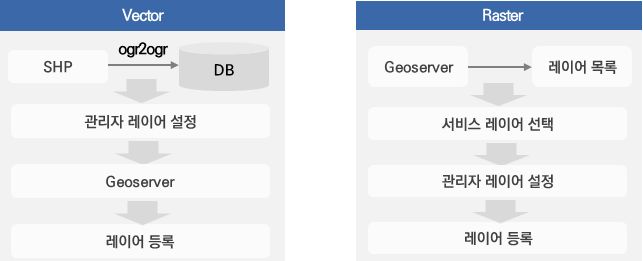 Vector
SHP
ogr2ogr
DB
관리자 레이어 설정
Geoserver
레이어 등록
Raster
Geoserver
레이어 목록
서비스 레이어 선택
관리자 레이어 설정
레이어 등록